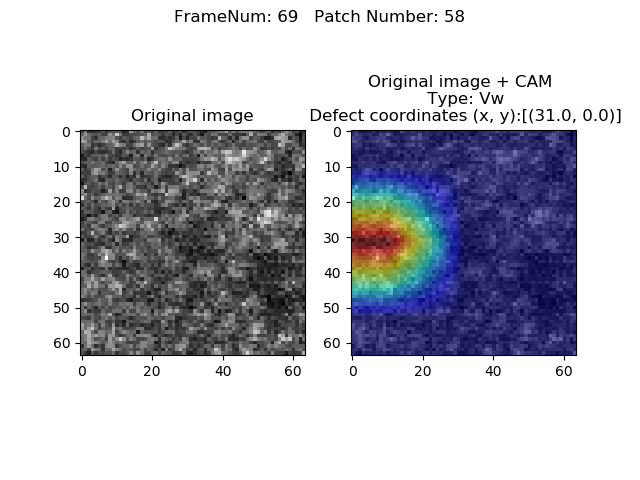 FrameNum: 69   Patch Number: 58
Original image
0
10
20
30
40
50
60
0 20 40 60
Original image + CAM
Type: Vw
Defect coordinates (x, y):[(31.0, 0.0)]
0
10
20
30
40
50
60
0 20 40 60